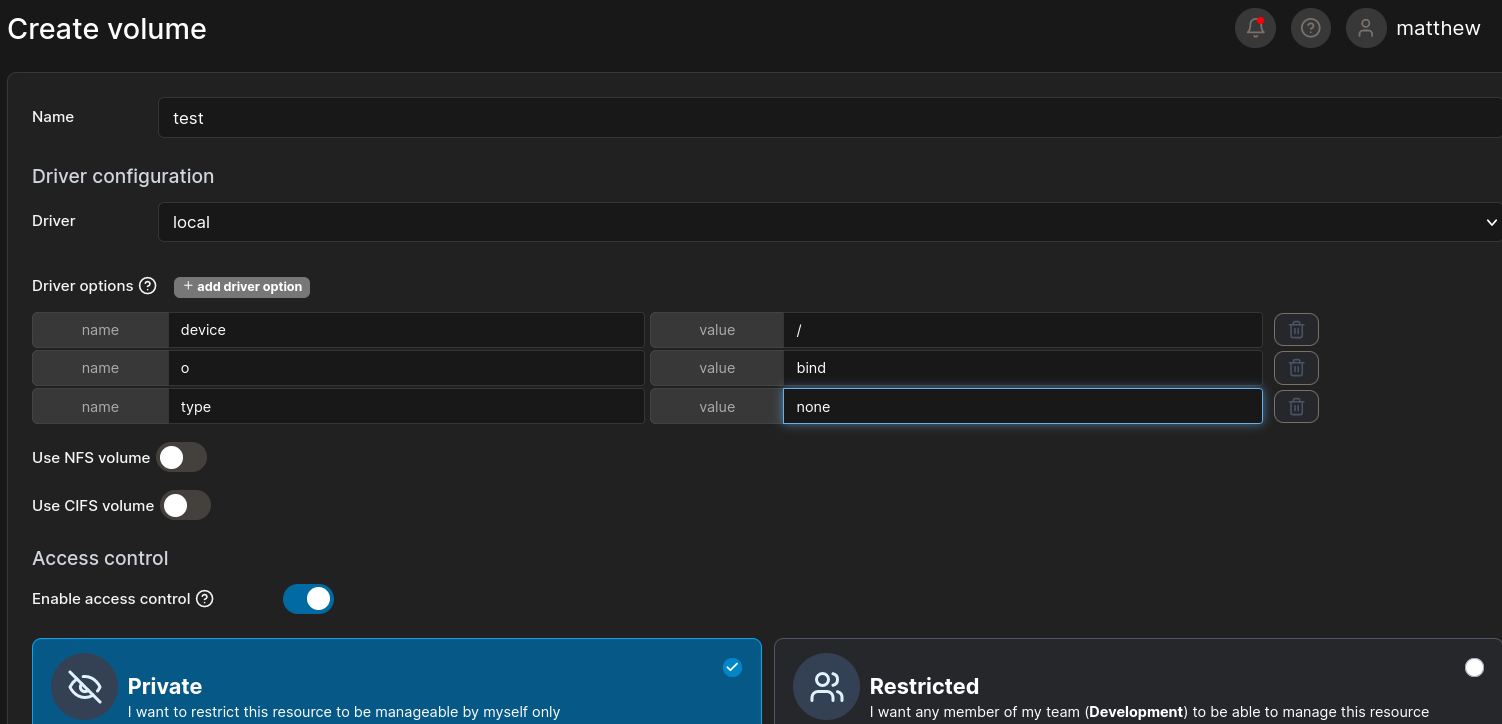 Create volume
matthew
Name test
Driver configuration
Driver local
Driver options + add driver option
name device value /
name o value bind
name type value none
Use NFS volume
Use CIFS volume
Access control
Enable access control
Private
I want to restrict this resource to be manageable by myself only
Restricted
I want any member of my team (Development) to be able to manage this resource